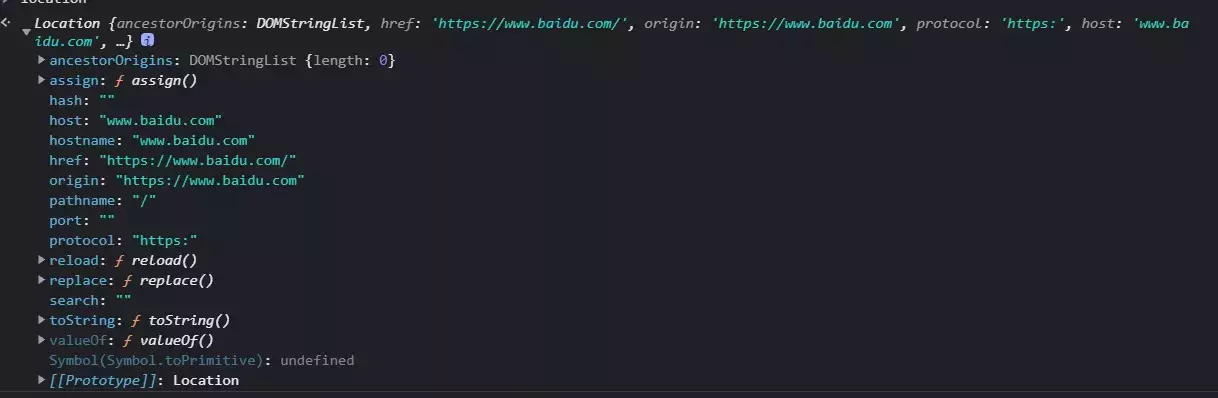 location
Location {ancestorOrigins: DOMStringList, href: 'https://www.baidu.com/', origin: 'https://www.baidu.com', protocol: 'https:', host: 'www.ba
idu.com', …} i
ancestorOrigins: DOMStringList {length: 0}
assign: ƒ assign()
hash: ""
host: "www.baidu.com"
hostname: "www.baidu.com"
href: "https://www.baidu.com/"
origin: "https://www.baidu.com"
pathname: "/"
port: ""
protocol: "https:"
reload: ƒ reload()
replace: ƒ replace()
search: ""
toString: ƒ toString()
valueOf: ƒ valueOf()
Symbol(Symbol.toPrimitive): undefined
[[Prototype]]: Location